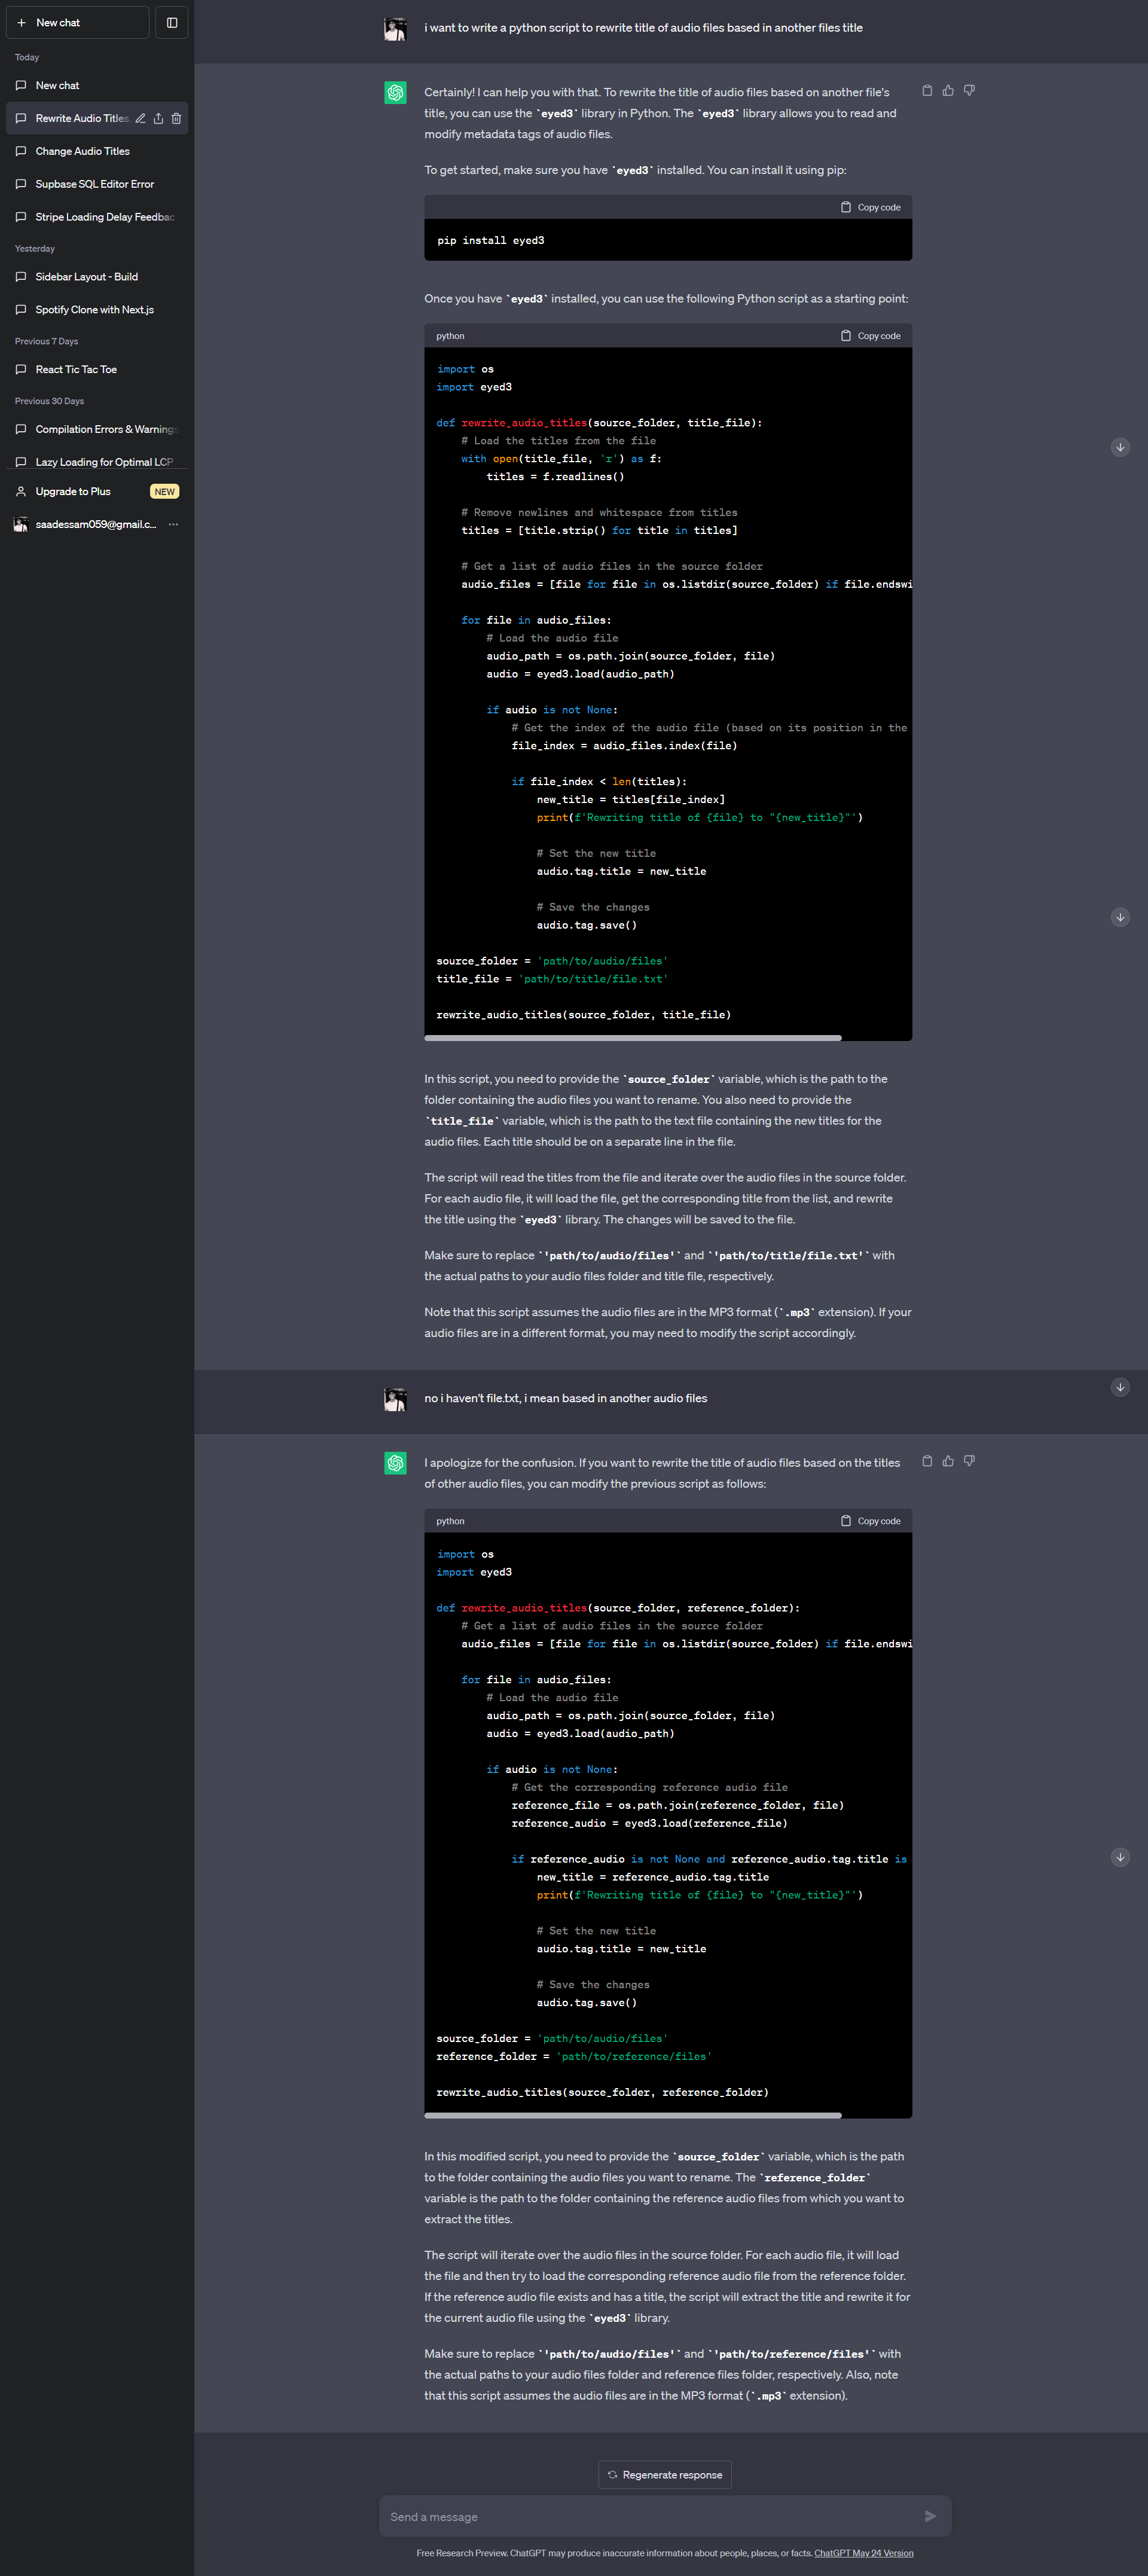 New chat
Today
New chat
Rewrite Audio Titles.
Change Audio Titles
Supbase SQL Editor Error
Stripe Loading Delay Feedbac
Yesterday
Sidebar Layout - Build
Spotify Clone with Next.js
Previous 7 Days
React Tic Tac Toe
Previous 30 Days
Compilation Errors & Warnings
Lazy Loading for Optimal LCP
Upgrade to Plus NEW
saadessam059@gmail.c...
i want to write a python script to rewrite title of audio files based in another files title
Certainly! I can help you with that. To rewrite the title of audio files based on another file's
title, you can use the `eyed3` library in Python. The `eyed3` library allows you to read and
modify metadata tags of audio files.
To get started, make sure you have `eyed3` installed. You can install it using pip:
Copy code
pip install eyed3
Once you have `eyed3` installed, you can use the following Python script as a starting point:
python Copy code
import os
import eyed3
def rewrite_audio_titles(source_folder, title_file):
# Load the titles from the file
with open(title_file, 'r') as f:
titles = f.readlines()
# Remove newlines and whitespace from titles
titles = [title.strip() for title in titles]
# Get a list of audio files in the source folder
audio_files = [file for file in os.listdir(source_folder) if file.endswi
for file in audio_files:
# Load the audio file
audio_path = os.path.join(source_folder, file)
audio = eyed3.load(audio_path)
if audio is not None:
# Get the index of the audio file (based on its position in the
file_index = audio_files.index(file)
if file_index < len(titles):
new_title = titles[file_index]
print(f'Rewriting title of {file} to "{new_title}"')
# Set the new title
audio.tag.title = new_title
# Save the changes
audio.tag.save()
source_folder = 'path/to/audio/files'
title_file = 'path/to/title/file.txt'
rewrite_audio_titles(source_folder, title_file)
In this script, you need to provide the `source_folder` variable, which is the path to the
folder containing the audio files you want to rename. You also need to provide the
`title_file` variable, which is the path to the text file containing the new titles for the
audio files. Each title should be on a separate line in the file.
The script will read the titles from the file and iterate over the audio files in the source folder.
For each audio file, it will load the file, get the corresponding title from the list, and rewrite
the title using the `eyed3` library. The changes will be saved to the file.
Make sure to replace `'path/to/audio/files'` and `'path/to/title/file.txt'` with
the actual paths to your audio files folder and title file, respectively.
Note that this script assumes the audio files are in the MP3 format (`.mp3` extension). If your
audio files are in a different format, you may need to modify the script accordingly.
no i haven't file.txt, i mean based in another audio files
I apologize for the confusion. If you want to rewrite the title of audio files based on the titles
of other audio files, you can modify the previous script as follows:
python Copy code
import os
import eyed3
def rewrite_audio_titles(source_folder, reference_folder):
# Get a list of audio files in the source folder
audio_files = [file for file in os.listdir(source_folder) if file.endswi
for file in audio_files:
# Load the audio file
audio_path = os.path.join(source_folder, file)
audio = eyed3.load(audio_path)
if audio is not None:
# Get the corresponding reference audio file
reference_file = os.path.join(reference_folder, file)
reference_audio = eyed3.load(reference_file)
if reference_audio is not None and reference_audio.tag.title is
new_title = reference_audio.tag.title
print(f'Rewriting title of {file} to "{new_title}"')
# Set the new title
audio.tag.title = new_title
# Save the changes
audio.tag.save()
source_folder = 'path/to/audio/files'
reference_folder = 'path/to/reference/files'
rewrite_audio_titles(source_folder, reference_folder)
In this modified script, you need to provide the `source_folder` variable, which is the path
to the folder containing the audio files you want to rename. The `reference_folder`
variable is the path to the folder containing the reference audio files from which you want to
extract the titles.
The script will iterate over the audio files in the source folder. For each audio file, it will load
the file and then try to load the corresponding reference audio file from the reference folder.
If the reference audio file exists and has a title, the script will extract the title and rewrite it for
the current audio file using the `eyed3` library.
Make sure to replace `'path/to/audio/files'` and `'path/to/reference/files'` with
the actual paths to your audio files folder and reference files folder, respectively. Also, note
that this script assumes the audio files are in the MP3 format (`.mp3` extension).
Regenerate response
Send a message
Free Research Preview. ChatGPT may produce inaccurate information about people, places, or facts. ChatGPT May 24 Version